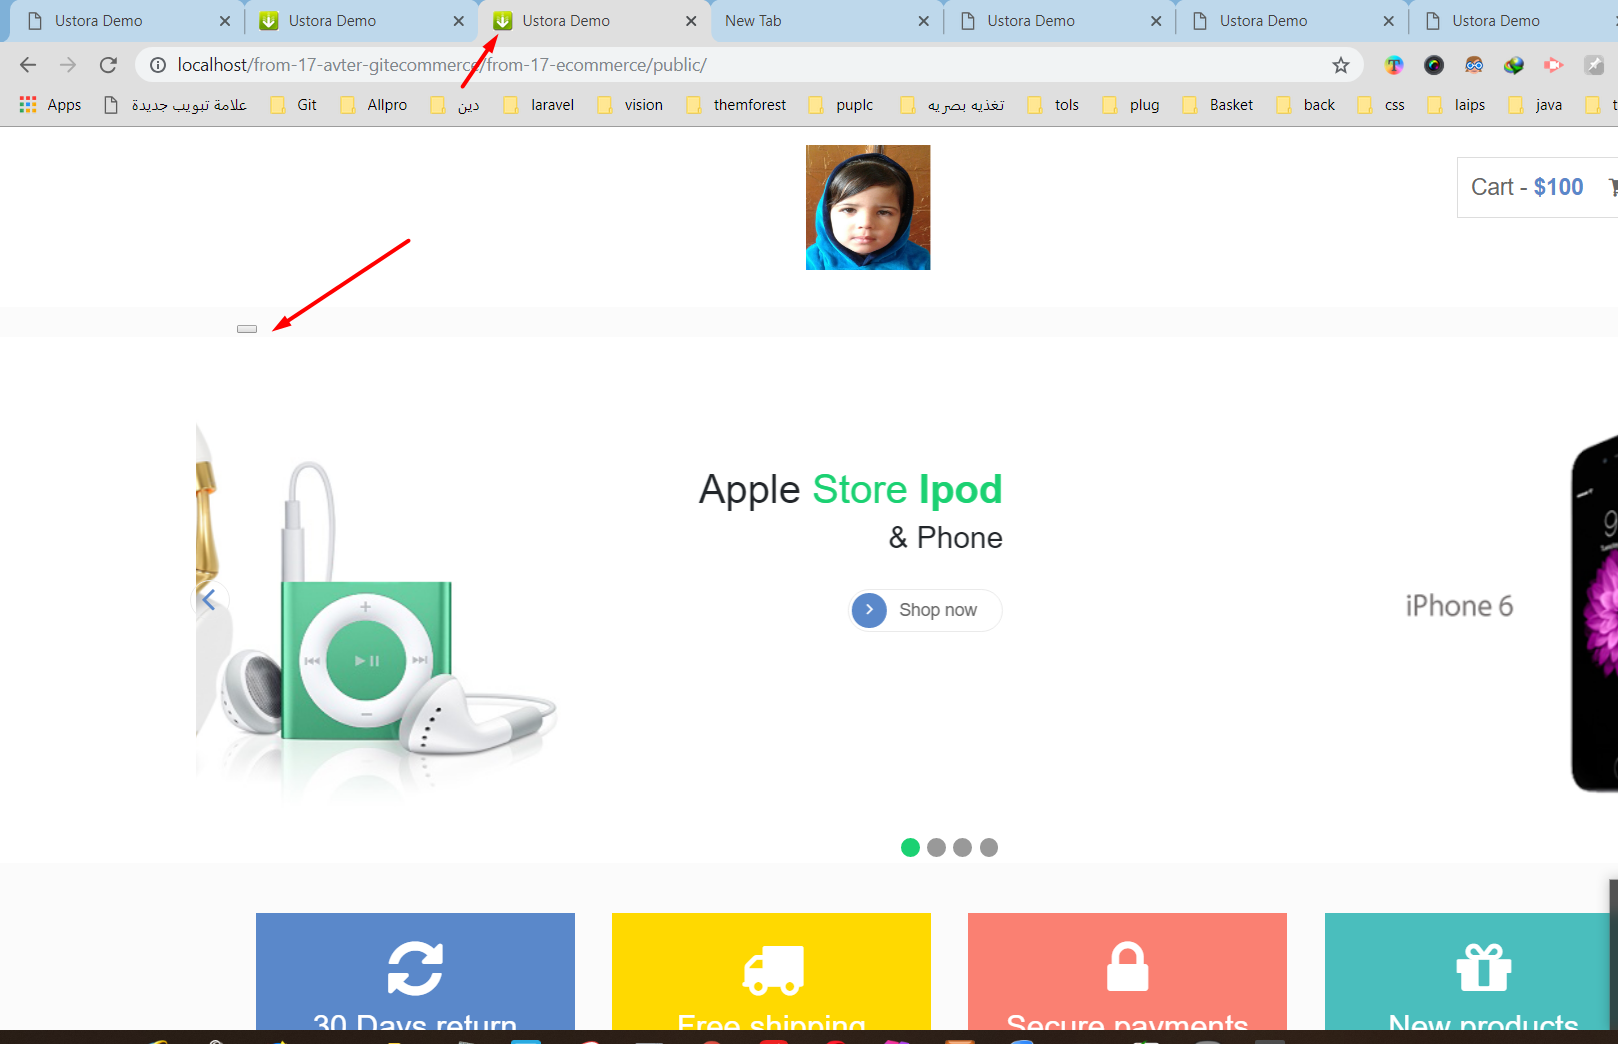 Ustora Demo
Ustora Demo
Ustora Demo
New Tab
Ustora Demo
Ustora Demo
Ustora Demo
localhost/from-17-avter-gitecommerce/from-17-ecommerce/public/
Apps
علامة تبويب جديدة
Git
Allpro
دين
laravel
vision
themforest
puplc
تغذيه بصريه
tols
plug
Basket
back
css
laips
java
Cart - $100
Apple Store Ipod
& Phone
Shop now
iPhone 6
30 Days return
Free shipping
Secure payments
New products